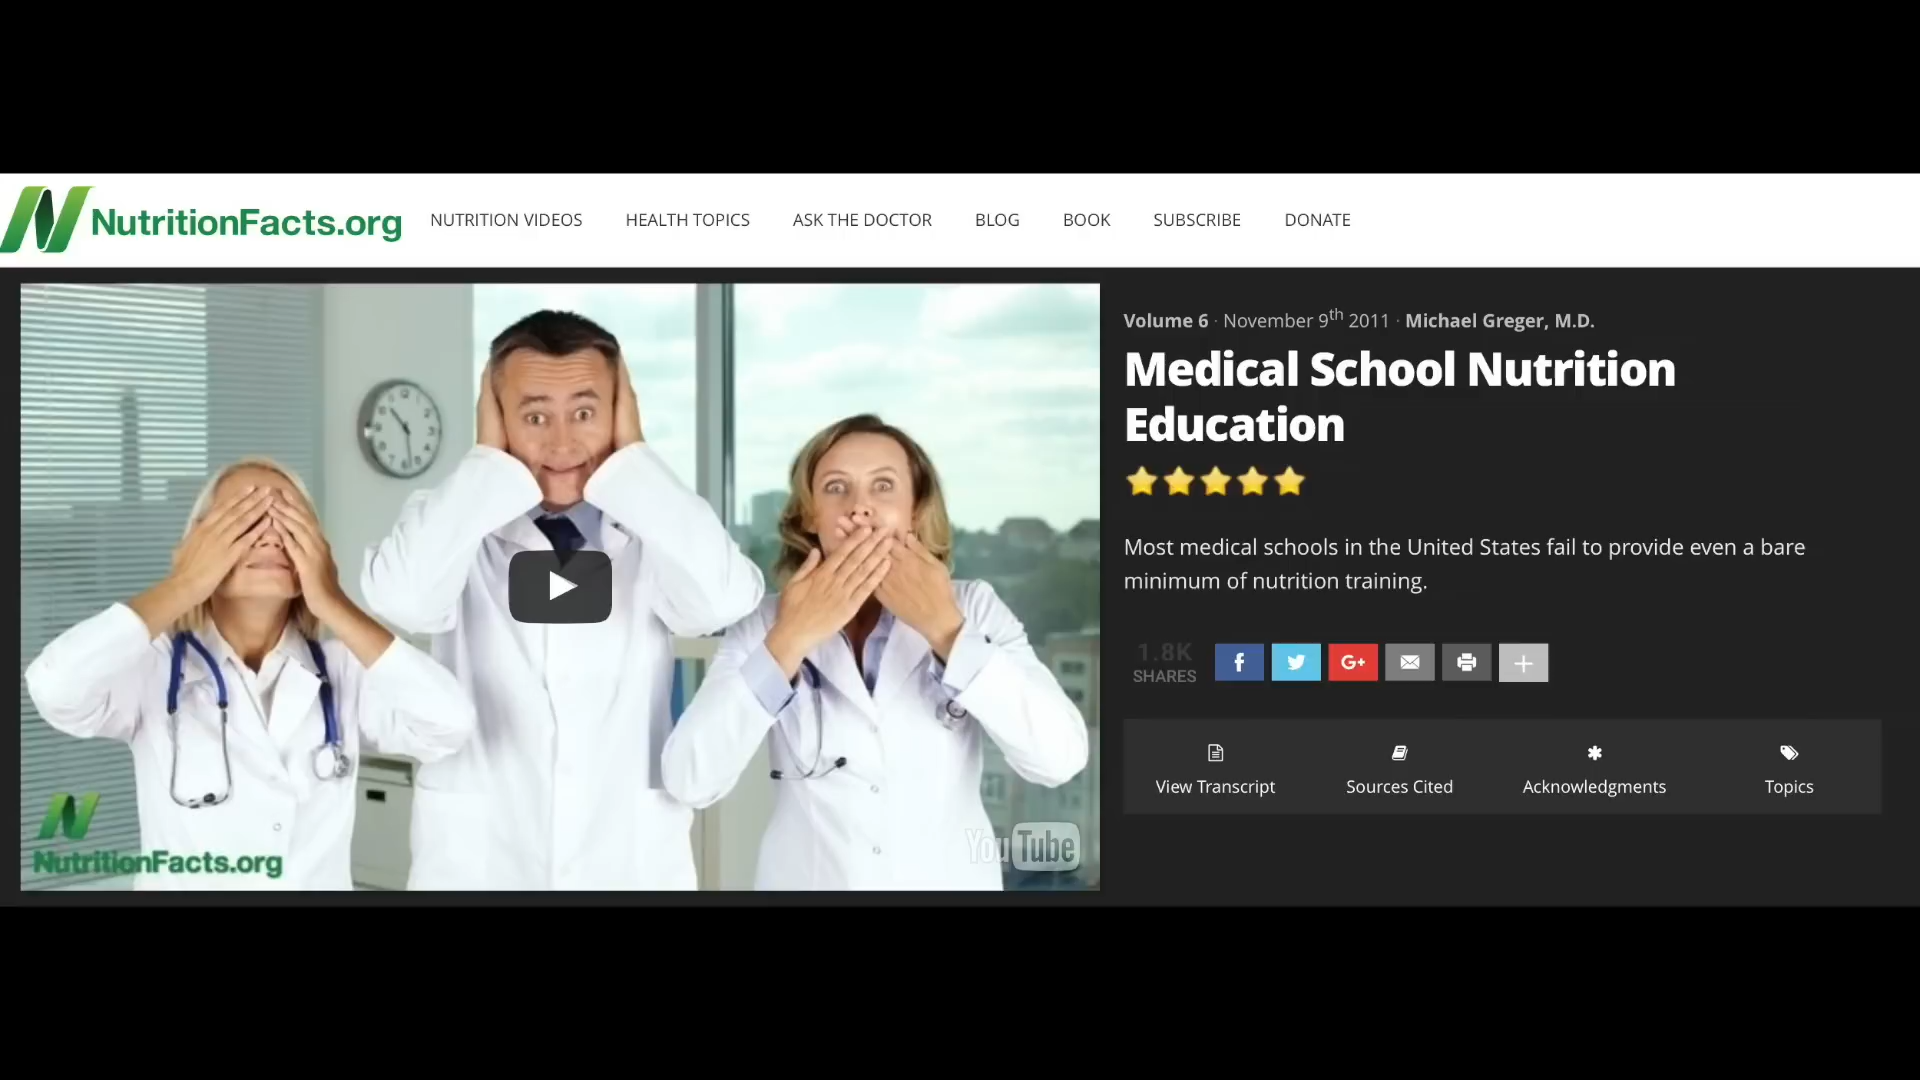 NutritionFacts.org
NUTRITION VIDEOS
HEALTH TOPICS
ASK THE DOCTOR
BLOG
BOOK
SUBSCRIBE
DONATE
Volume 6 · November 9th 2011 · Michael Greger, M.D.
Medical School Nutrition
Education
Most medical schools in the United States fail to provide even a bare
minimum of nutrition training.
1.8K
SHARES
f
G+
View Transcript
Sources Cited
Acknowledgments
Topics
NutritionFacts.org
YouTube